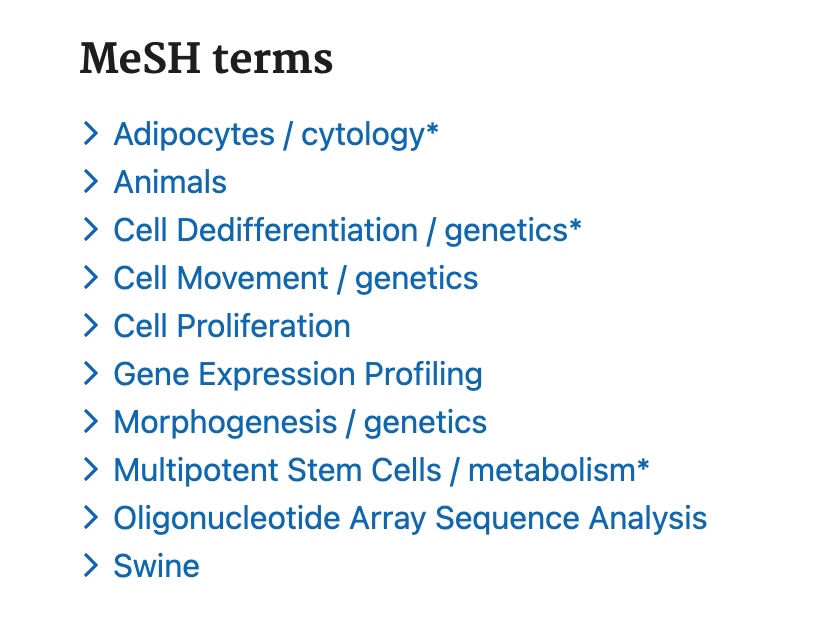 MeSH terms
Adipocytes / cytology*
Animals
Cell Dedifferentiation / genetics*
Cell Movement / genetics
Cell Proliferation
Gene Expression Profiling
Morphogenesis / genetics
Multipotent Stem Cells / metabolism*
Oligonucleotide Array Sequence Analysis
Swine